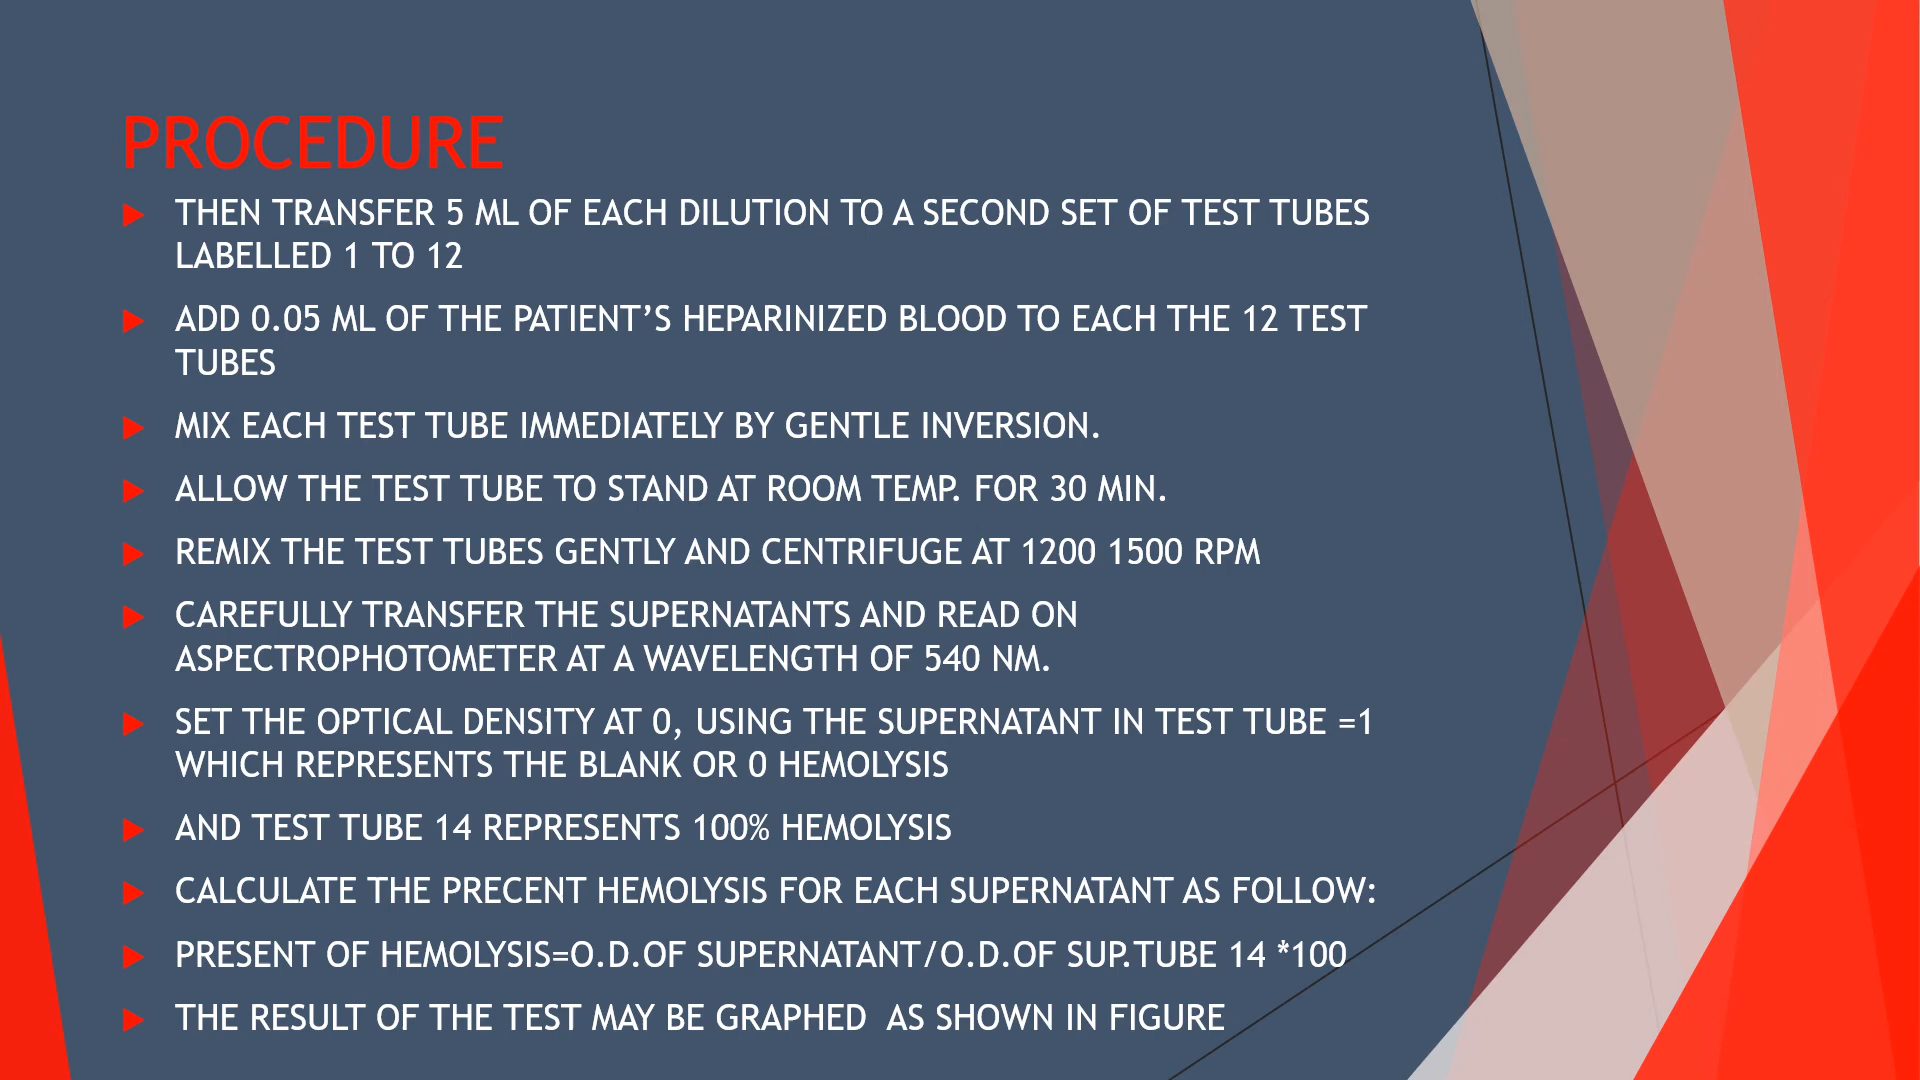 PROCEDURE
THEN TRANSFER 5 ML OF EACH DILUTION TO A SECOND SET OF TEST TUBES
LABELLED 1 TO 12
ADD 0.05 ML OF THE PATIENT’S HEPARINIZED BLOOD TO EACH THE 12 TEST
TUBES
MIX EACH TEST TUBE IMMEDIATELY BY GENTLE INVERSION.
ALLOW THE TEST TUBE TO STAND AT ROOM TEMP. FOR 30 MIN.
REMIX THE TEST TUBES GENTLY AND CENTRIFUGE AT 1200 1500 RPM
CAREFULLY TRANSFER THE SUPERNATANTS AND READ ON
ASPECTROPHOTOMETER AT A WAVELENGTH OF 540 NM.
SET THE OPTICAL DENSITY AT 0, USING THE SUPERNATANT IN TEST TUBE =1
WHICH REPRESENTS THE BLANK OR 0 HEMOLYSIS
AND TEST TUBE 14 REPRESENTS 100% HEMOLYSIS
CALCULATE THE PRECENT HEMOLYSIS FOR EACH SUPERNATANT AS FOLLOW:
PRESENT OF HEMOLYSIS=O.D.OF SUPERNATANT/O.D.OF SUP.TUBE 14 *100
THE RESULT OF THE TEST MAY BE GRAPHED  AS SHOWN IN FIGURE